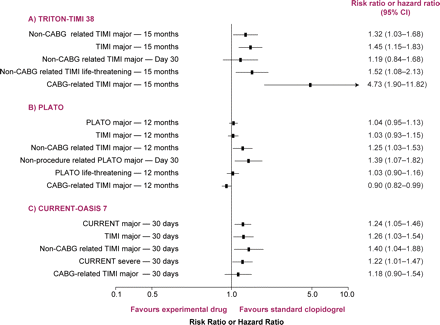 Risk ratio or hazard ratio
(95% CI)
A) TRITON-TIMI 38
Non-CABG related TIMI major — 15 months 1.32 (1.03–1.68)
TIMI major — 15 months 1.45 (1.15–1.83)
Non-CABG related TIMI major — Day 30 1.19 (0.84–1.68)
Non-CABG related TIMI life-threatening — 15 months 1.52 (1.08–2.13)
CABG-related TIMI major — 15 months 4.73 (1.90–11.82)
B) PLATO
PLATO major — 12 months 1.04 (0.95–1.13)
TIMI major — 12 months 1.03 (0.93–1.15)
Non-CABG related TIMI major — 12 months 1.25 (1.03–1.53)
Non-procedure related PLATO major — Day 30 1.39 (1.07–1.82)
PLATO life-threatening — 12 months 1.03 (0.90–1.16)
CABG-related TIMI major — 12 months 0.90 (0.82–0.99)
C) CURRENT-OASIS 7
CURRENT major — 30 days 1.24 (1.05–1.46)
TIMI major — 30 days 1.26 (1.03–1.54)
Non-CABG related TIMI major — 30 days 1.40 (1.04–1.88)
CURRENT severe — 30 days 1.22 (1.01–1.47)
CABG-related TIMI major — 30 days 1.18 (0.90–1.54)
0.1 0.5 1.0 5.0 10.0
Favours experimental drug Favours standard clopidogrel
Risk Ratio or Hazard Ratio